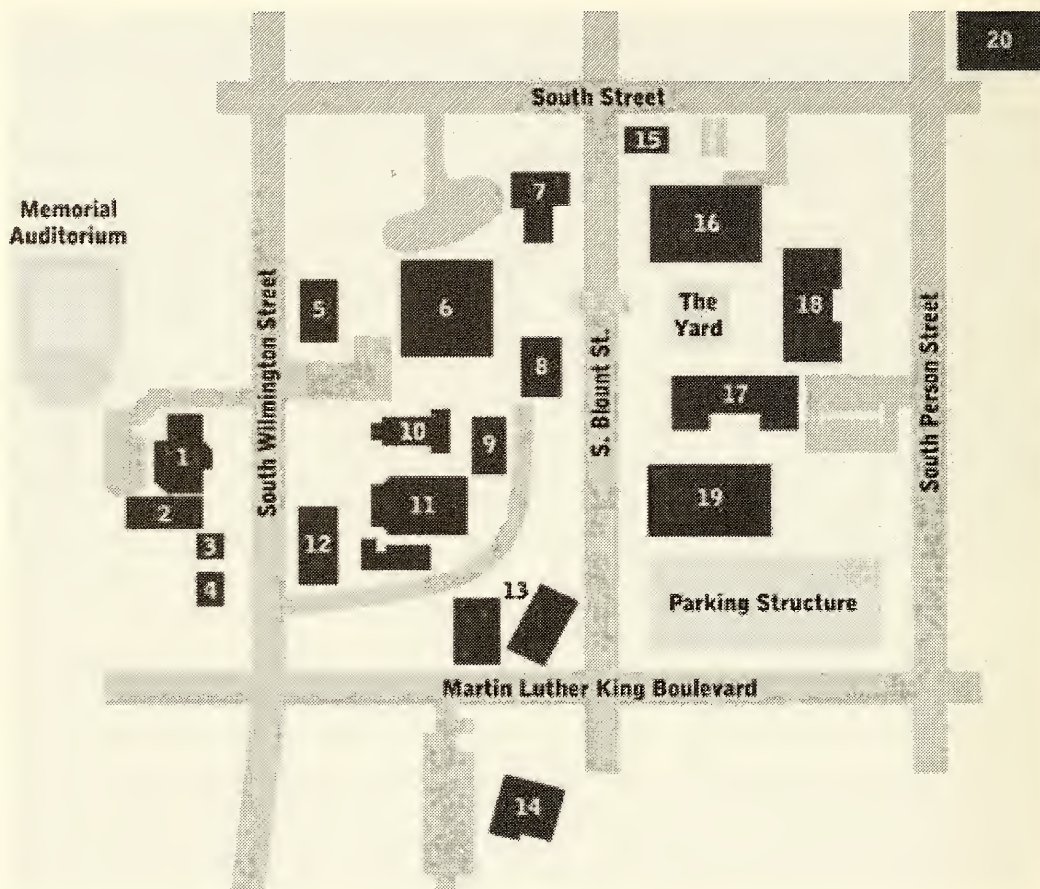 20
South Street
15
7
Memorial
Auditorium
16
5
6
The
Yard
18
8
17
10
9
1
2
11
19
12
3
4
13
Parking Structure
Martin Luther King Boulevard
14
South Wilmington Street
S. Blount St.
South Person Street